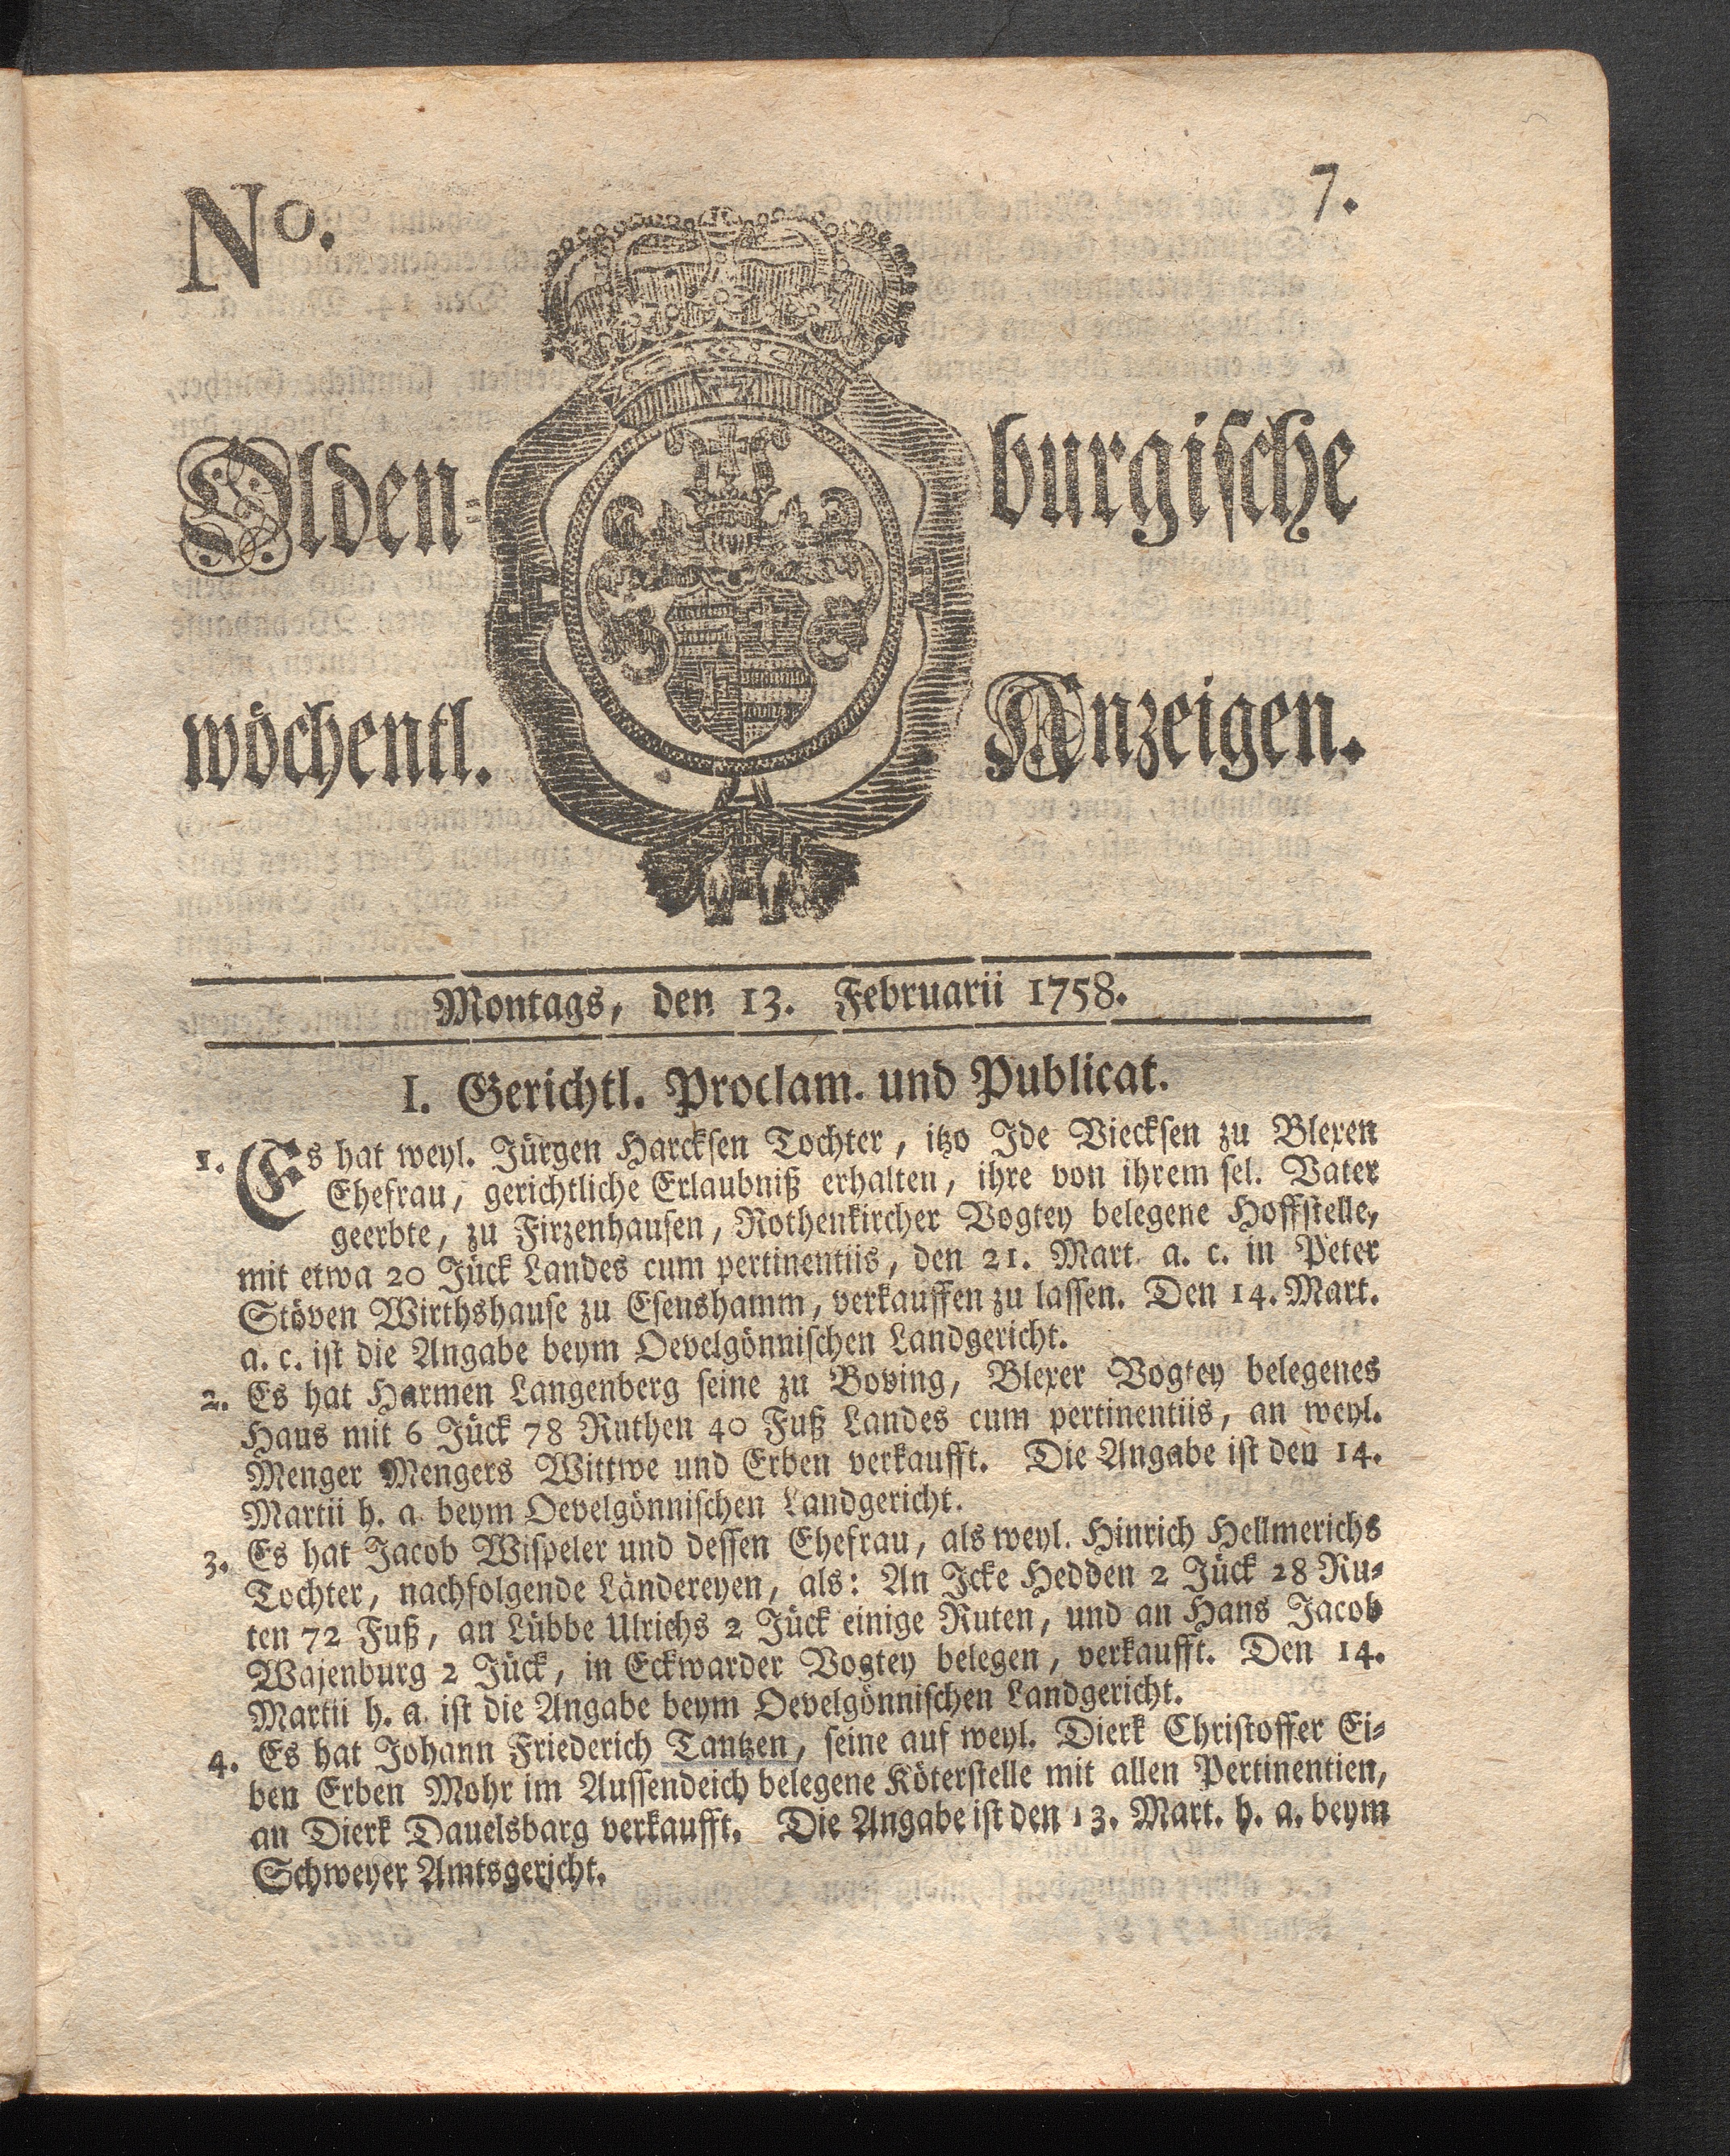 No. 7.
Olden=burgische
wöchentl. Anzeigen.
Montags, den 13. Februarii 1758.
I. Gerichtl. Proclam. und Publicat.
1. Es hat weyl. Jürgen Harcksen Tochter, itzo Ide Viecksen zu Blexen
Ehefrau, gerichtliche Erlaubniß erhalten, ihre von ihrem sel. Vater
geerbte, zu Firzenhausen, Rothenkircher Vogtey belegene Hoffstelle,
mit etwa 20 Jück Landes cum pertinentiis, den 21. Mart. a. c. in Peter
Stöven Wirthshause zu Esenshamm, verkauffen zu lassen. Den 14. Mart.
a. c. ist die Angabe beym Oevelgönnischen Landgericht.
2. Es hat Harmen Langenberg seine zu Boving, Blexer Vogtey belegenes
Haus mit 6 Jück 78 Ruthen 40 Fuß Landes cum pertinentiis, an weyl.
Menger Mengers Wittwe und Erben verkaufft. Die Angabe ist den 14.
Martii h. a. beym Oevelgönnischen Landgericht.
3. Es hat Jacob Wispeler und dessen Ehefrau, als weyl. Hinrich Hellmerichs
Tochter, nachfolgende Ländereyen, als: An Icke Hedden 2 Jück 28 Ru=
ten 72 Fuß, an Lübbe Ulrichs 2 Jück einige Ruten, und an Hans Jacob
Wajenburg 2 Jück, in Eckwarder Vogtey belegen, verkaufft. Den 14.
Martii h. a. ist die Angabe beym Oevelgönnischen Landgericht.
4. Es hat Johann Friederich Tantzen, seine auf weyl. Dierk Christoffer Ei=
ben Erben Mohr im Aussendeich belegene Köterstelle mit allen Pertinentien,
an Dierk Dauelsbarg verkaufft. Die Angabe ist den 13. Mart. h. a. beym
Schweyer Amtsgericht.